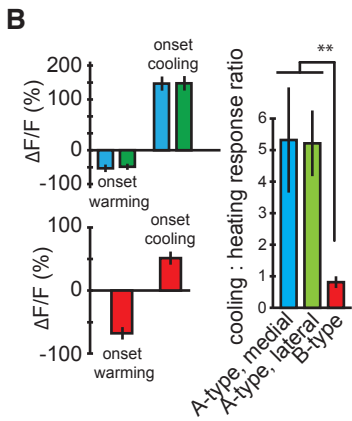 B
ΔF/F (%)
200
100
0
-100
onset
cooling
onset
warming
ΔF/F (%)
100
0
-100
onset
cooling
onset
warming
cooling : heating response ratio
**
6
5
4
3
2
1
0
A-type, medial
A-type, lateral
B-type